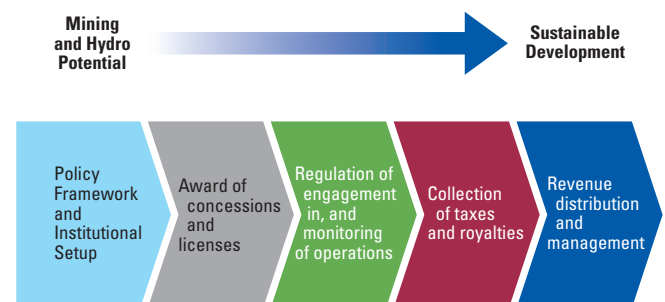 Mining
and Hydro
Potential
Sustainable
Development
Policy
Framework
and
Institutional
Setup
Award of
concessions
and
licenses
Regulation of
engagement
in, and
monitoring
of operations
Collection
of taxes
and royalties
Revenue
distribution
and
management